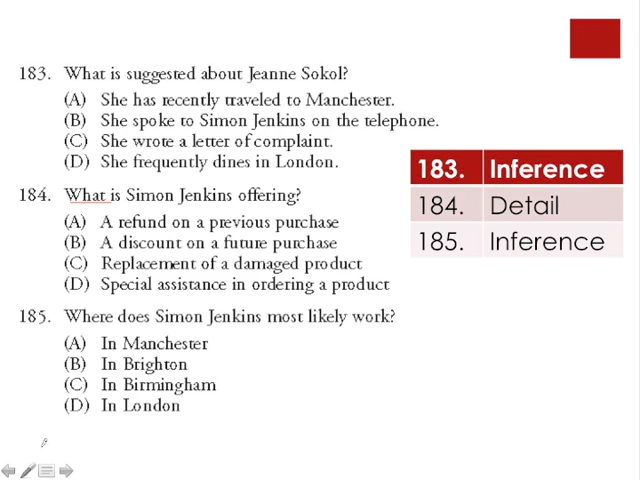 183. What is suggested about Jeanne Sokol?
(A) She has recently traveled to Manchester.
(B) She spoke to Simon Jenkins on the telephone.
(C) She wrote a letter of complaint.
(D) She frequently dines in London.
184. What is Simon Jenkins offering?
(A) A refund on a previous purchase
(B) A discount on a future purchase
(C) Replacement of a damaged product
(D) Special assistance in ordering a product
185. Where does Simon Jenkins most likely work?
(A) In Manchester
(B) In Brighton
(C) In Birmingham
(D) In London
183. Inference
184. Detail
185. Inference